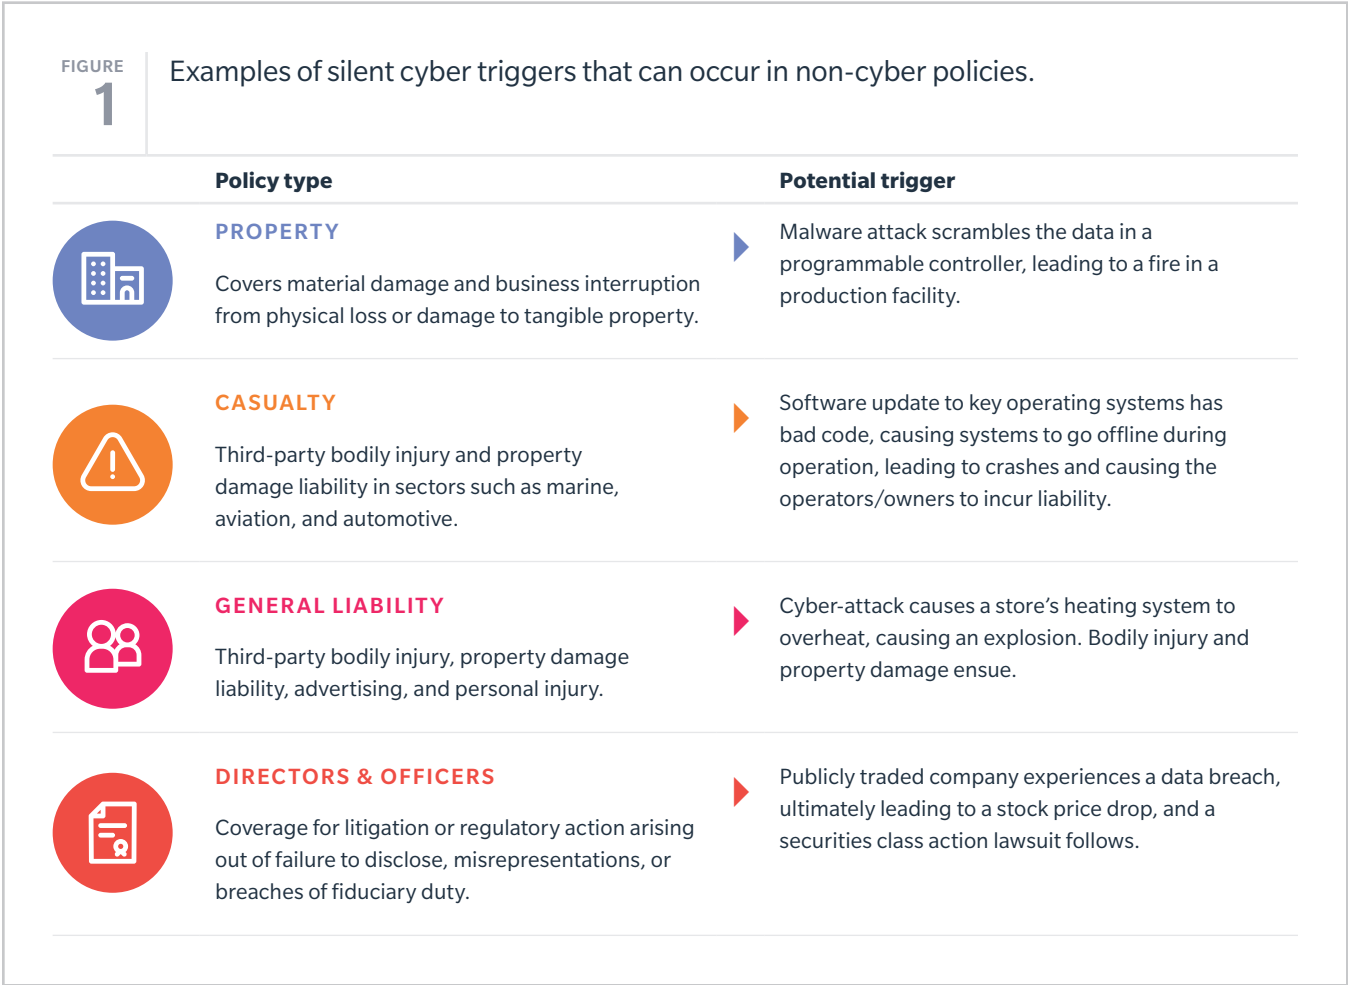 FIGURE
1
Examples of silent cyber triggers that can occur in non-cyber policies.
Policy type
Potential trigger
PROPERTY
Covers material damage and business interruption
from physical loss or damage to tangible property.
Malware attack scrambles the data in a
programmable controller, leading to a fire in a
production facility.
CASUALTY
Third-party bodily injury and property
damage liability in sectors such as marine,
aviation, and automotive.
Software update to key operating systems has
bad code, causing systems to go offline during
operation, leading to crashes and causing the
operators/owners to incur liability.
GENERAL LIABILITY
Third-party bodily injury, property damage
liability, advertising, and personal injury.
Cyber-attack causes a store’s heating system to
overheat, causing an explosion. Bodily injury and
property damage ensue.
DIRECTORS & OFFICERS
Coverage for litigation or regulatory action arising
out of failure to disclose, misrepresentations, or
breaches of fiduciary duty.
Publicly traded company experiences a data breach,
ultimately leading to a stock price drop, and a
securities class action lawsuit follows.